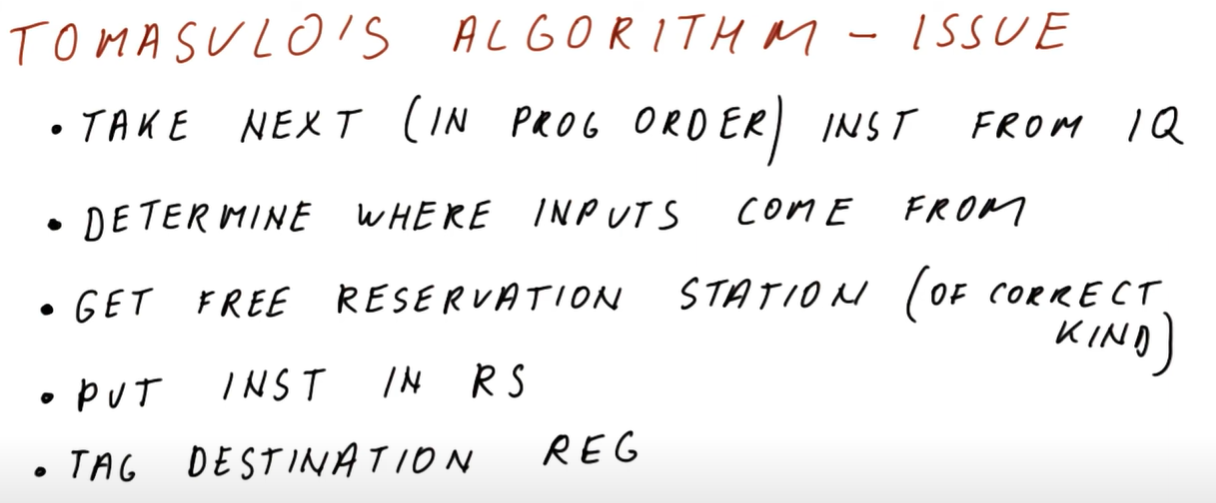 TOMASULO'S ALGORITHM - ISSUE
• TAKE NEXT (IN PROG ORDER) INST FROM IQ
• DETERMINE WHERE INPUTS COME FROM
• GET FREE RESERVATION STATION (OF CORRECT
KIND)
• PUT INST IN RS
• TAG DESTINATION REG